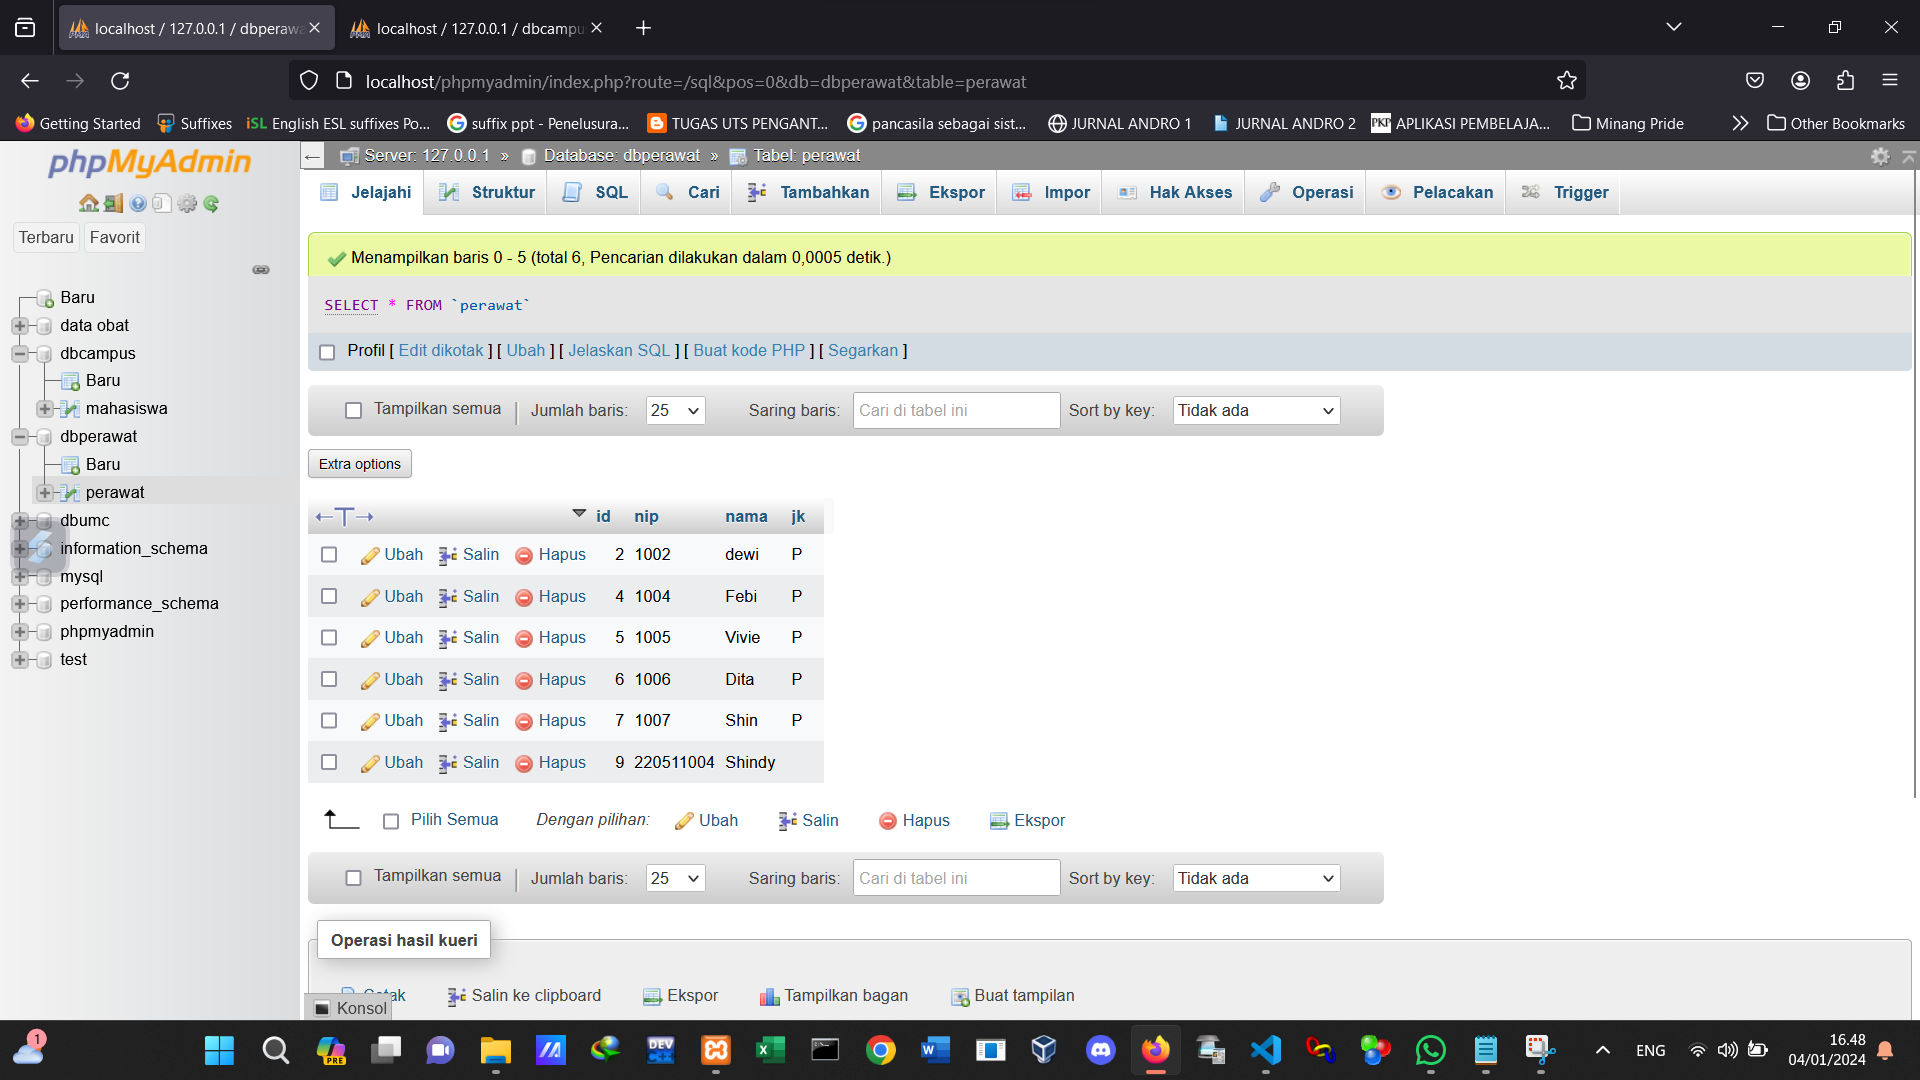 localhost / 127.0.0.1 / dbperawa
localhost / 127.0.0.1 / dbcampu
localhost/phpmyadmin/index.php?route=/sql&pos=0&db=dbperawat&table=perawat
Getting Started
Suffixes
iSL English ESL suffixes Po...
suffix ppt - Penelusura...
TUGAS UTS PENGANT...
pancasila sebagai sist...
JURNAL ANDRO 1
JURNAL ANDRO 2
PKP APLIKASI PEMBELAJA...
Minang Pride
Other Bookmarks
phpMyAdmin
Terbaru
Favorit
Baru
data obat
dbcampus
Baru
mahasiswa
dbperawat
Baru
perawat
dbumc
information_schema
mysql
performance_schema
phpmyadmin
test
Server: 127.0.0.1 » Database: dbperawat » Tabel: perawat
Jelajahi
Struktur
SQL
Cari
Tambahkan
Ekspor
Impor
Hak Akses
Operasi
Pelacakan
Trigger
Menampilkan baris 0 - 5 (total 6, Pencarian dilakukan dalam 0,0005 detik.)
SELECT * FROM `perawat`
Profil [ Edit dikotak ] [ Ubah ] [ Jelaskan SQL ] [ Buat kode PHP ] [ Segarkan ]
Tampilkan semua | Jumlah baris: 25 Saring baris: Cari di tabel ini Sort by key: Tidak ada
Extra options
id nip nama jk
Ubah Salin Hapus 2 1002 dewi P
Ubah Salin Hapus 4 1004 Febi P
Ubah Salin Hapus 5 1005 Vivie P
Ubah Salin Hapus 6 1006 Dita P
Ubah Salin Hapus 7 1007 Shin P
Ubah Salin Hapus 9 220511004 Shindy
Pilih Semua Dengan pilihan: Ubah Salin Hapus Ekspor
Tampilkan semua | Jumlah baris: 25 Saring baris: Cari di tabel ini Sort by key: Tidak ada
Operasi hasil kueri
Salin ke clipboard Ekspor Tampilkan bagan Buat tampilan
Konsol
1
PRE
DEV C++
ENG
16.48
04/01/2024